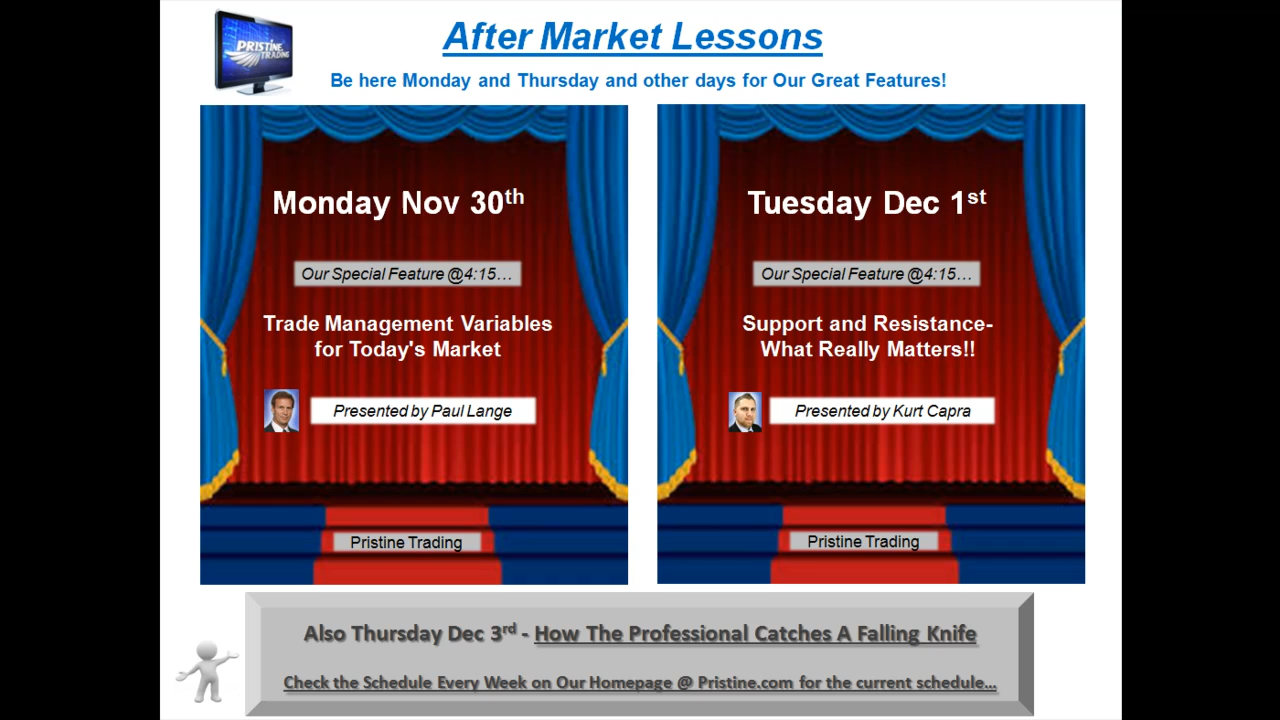 PRISTINE
TRADING
After Market Lessons
Be here Monday and Thursday and other days for Our Great Features!
Monday Nov 30th
Our Special Feature @4:15…
Trade Management Variables
for Today's Market
Presented by Paul Lange
Pristine Trading
Tuesday Dec 1st
Our Special Feature @4:15…
Support and Resistance-
What Really Matters!!
Presented by Kurt Capra
Pristine Trading
Also Thursday Dec 3rd - How The Professional Catches A Falling Knife
Check the Schedule Every Week on Our Homepage @ Pristine.com for the current schedule…